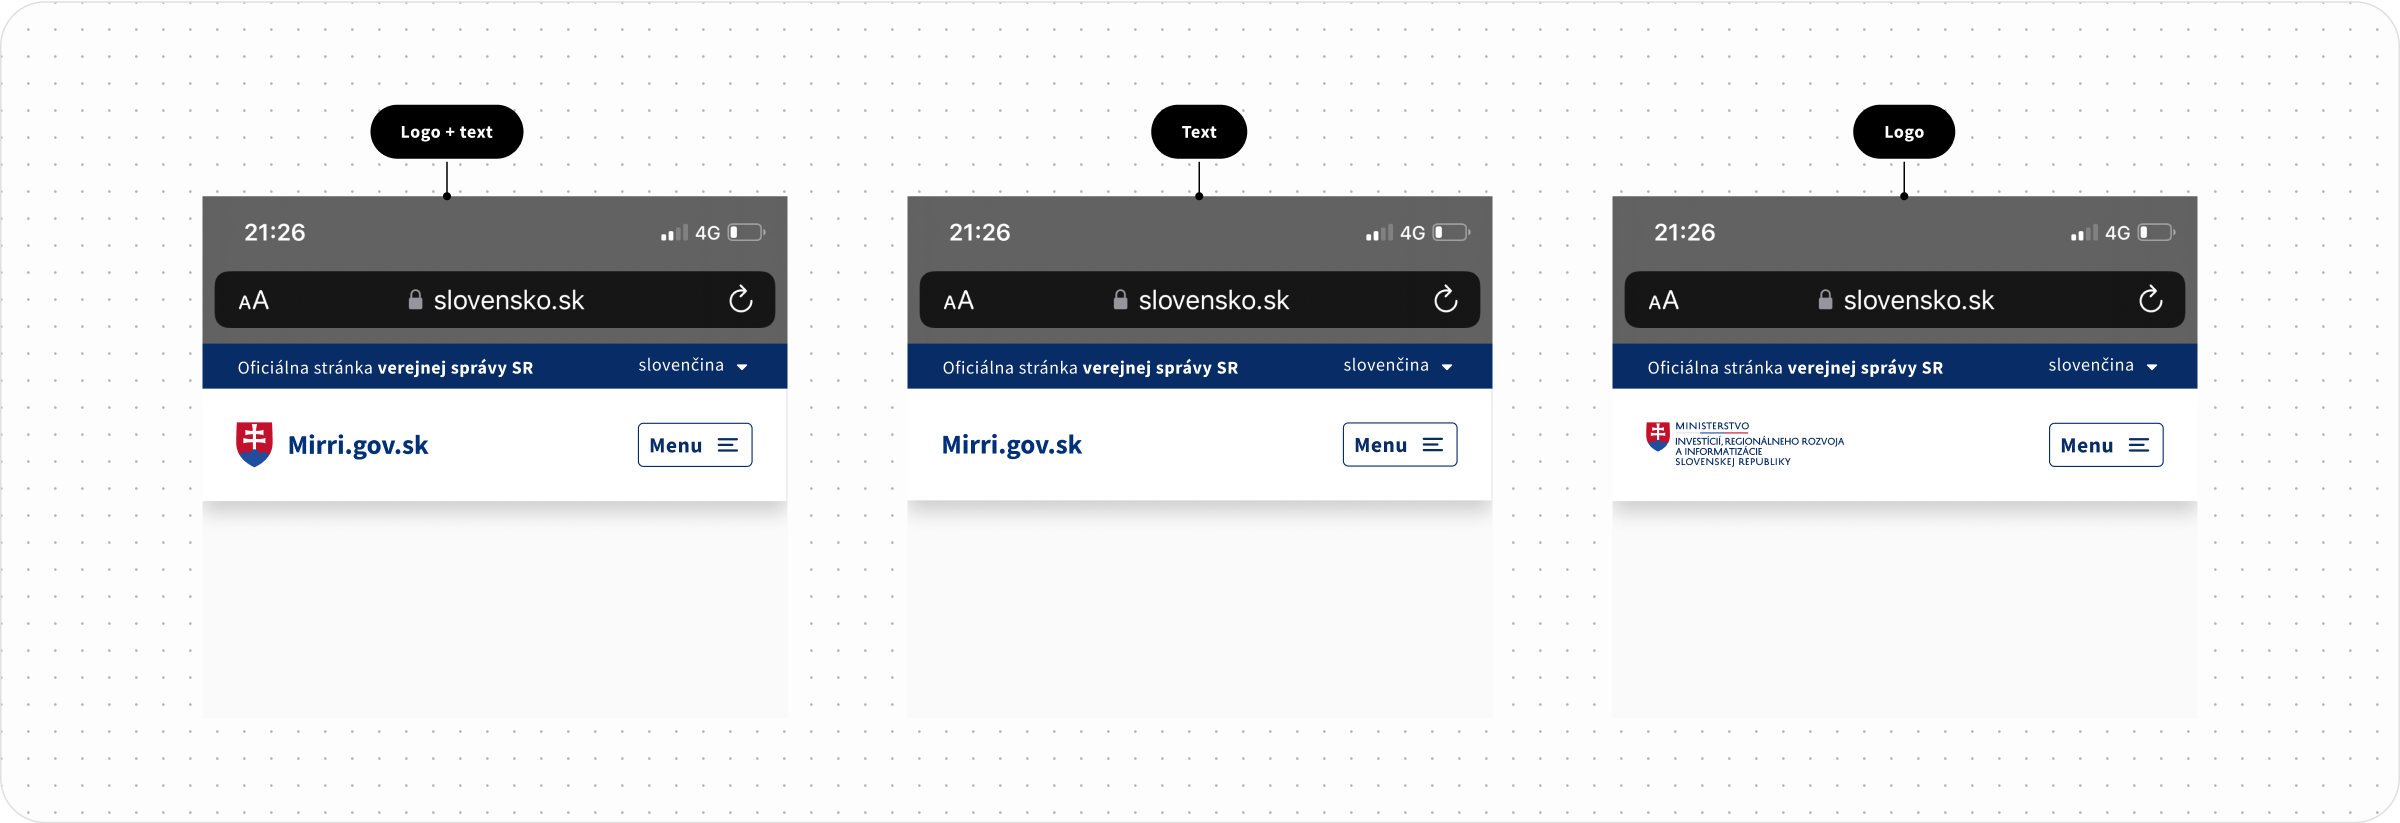 Logo + text
21:26 4G
AA slovensko.sk
Oficiálna stránka verejnej správy SR slovenčina
Mirri.gov.sk Menu
Text
21:26 4G
AA slovensko.sk
Oficiálna stránka verejnej správy SR slovenčina
Mirri.gov.sk Menu
Logo
21:26 4G
AA slovensko.sk
Oficiálna stránka verejnej správy SR slovenčina
MINISTERSTVO
INVESTÍCIÍ, REGIONÁLNEHO ROZVOJA
A INFORMATIZÁCIE
SLOVENSKEJ REPUBLIKY
Menu